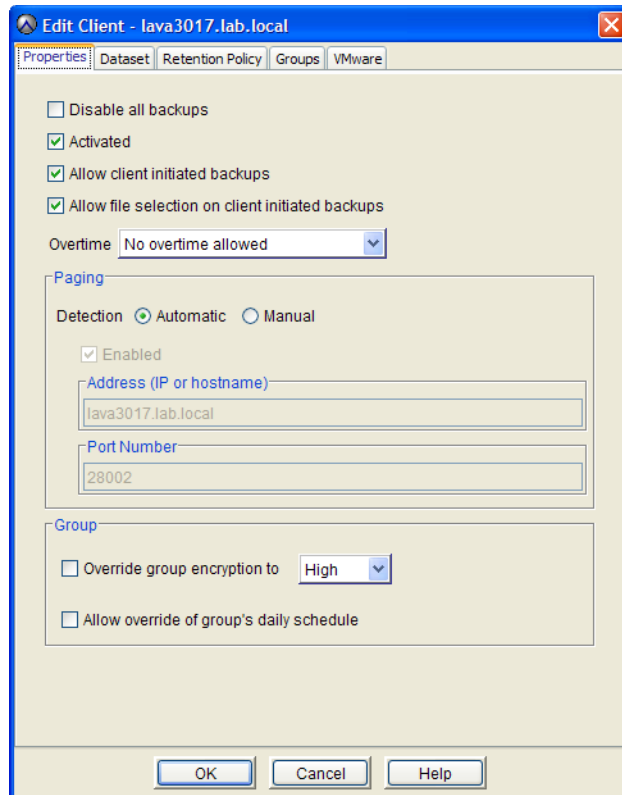 Edit Client - lava3017.lab.local
Properties Dataset Retention Policy Groups VMware
Disable all backups
Activated
Allow client initiated backups
Allow file selection on client initiated backups
Overtime No overtime allowed
Paging
Detection Automatic Manual
Enabled
Address (IP or hostname)
lava3017.lab.local
Port Number
28002
Group
Override group encryption to High
Allow override of group's daily schedule
OK Cancel Help